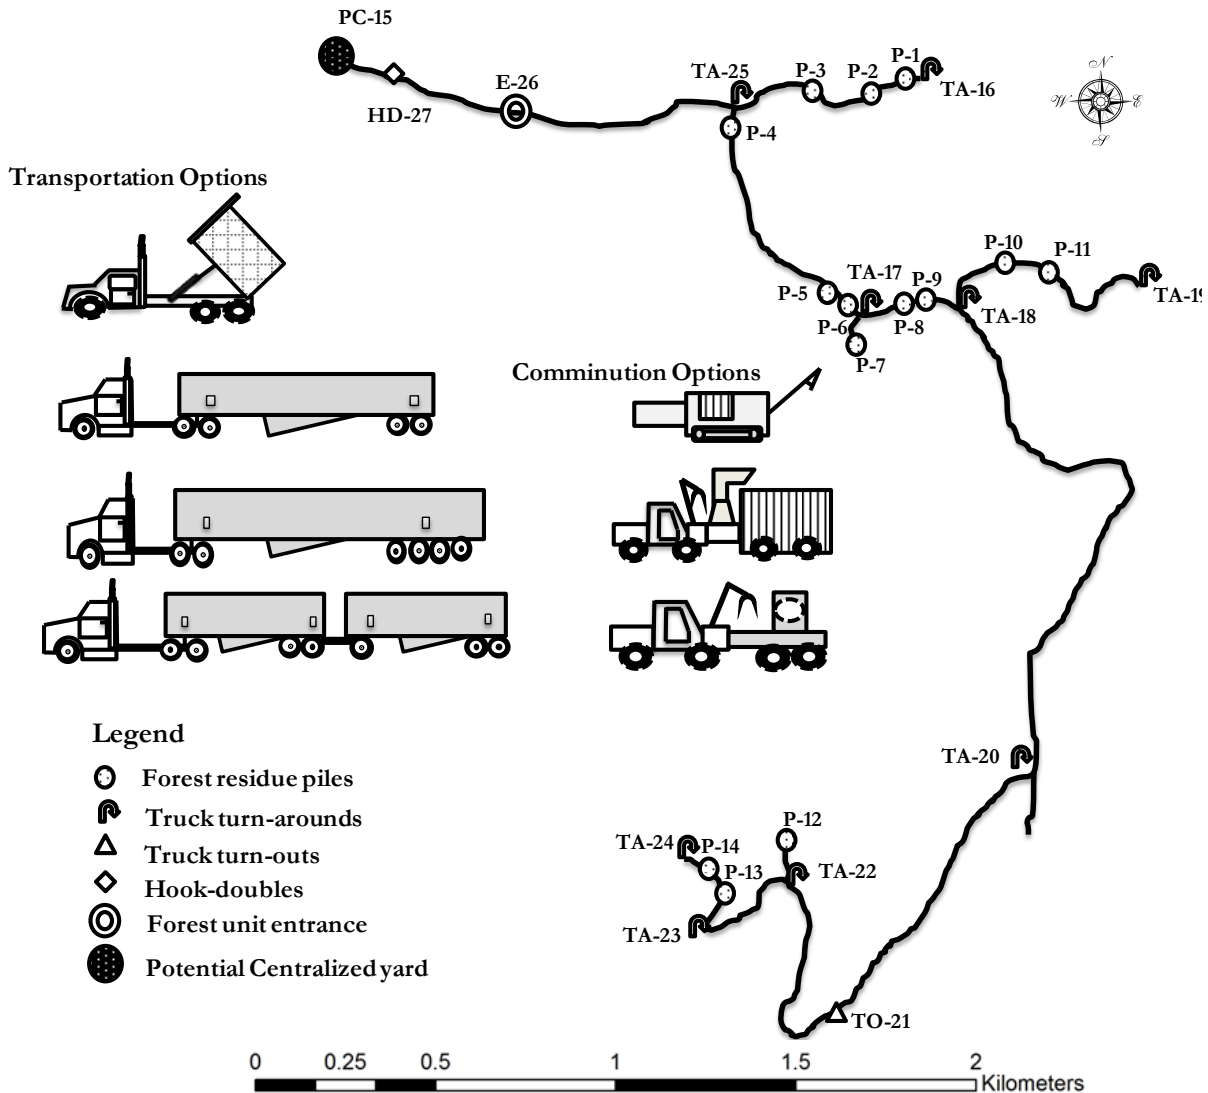 PC-15
HD-27
E-26
TA-25
P-3
P-2
P-1
TA-16
P-4
N
W
E
S
Transportation Options
P-5
TA-17
P-9
P-10
P-11
P-6
P-8
TA-18
P-7
Comminution Options
TA-20
Legend
Forest residue piles
Truck turn-arounds
Truck turn-outs
Hook-doubles
Forest unit entrance
Potential Centralized yard
P-12
TA-24
P-14
P-13
TA-22
TA-23
TO-21
0 0.25 0.5 1 1.5 2
Kilometers